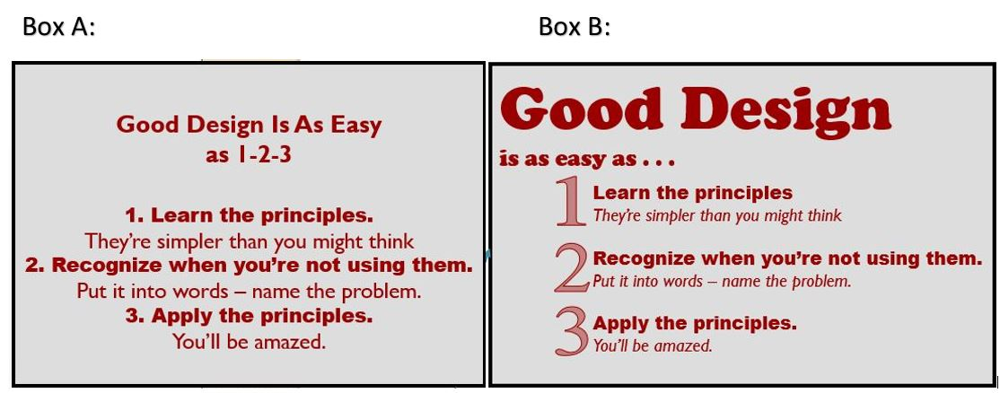 Box A:
Good Design Is As Easy
as 1-2-3
1. Learn the principles.
They're simpler than you might think
2. Recognize when you're not using them.
Put it into words – name the problem.
3. Apply the principles.
You'll be amazed.
Box B:
Good Design
is as easy as . . .
1 Learn the principles
They're simpler than you might think
2 Recognize when you're not using them.
Put it into words – name the problem.
3 Apply the principles.
You'll be amazed.